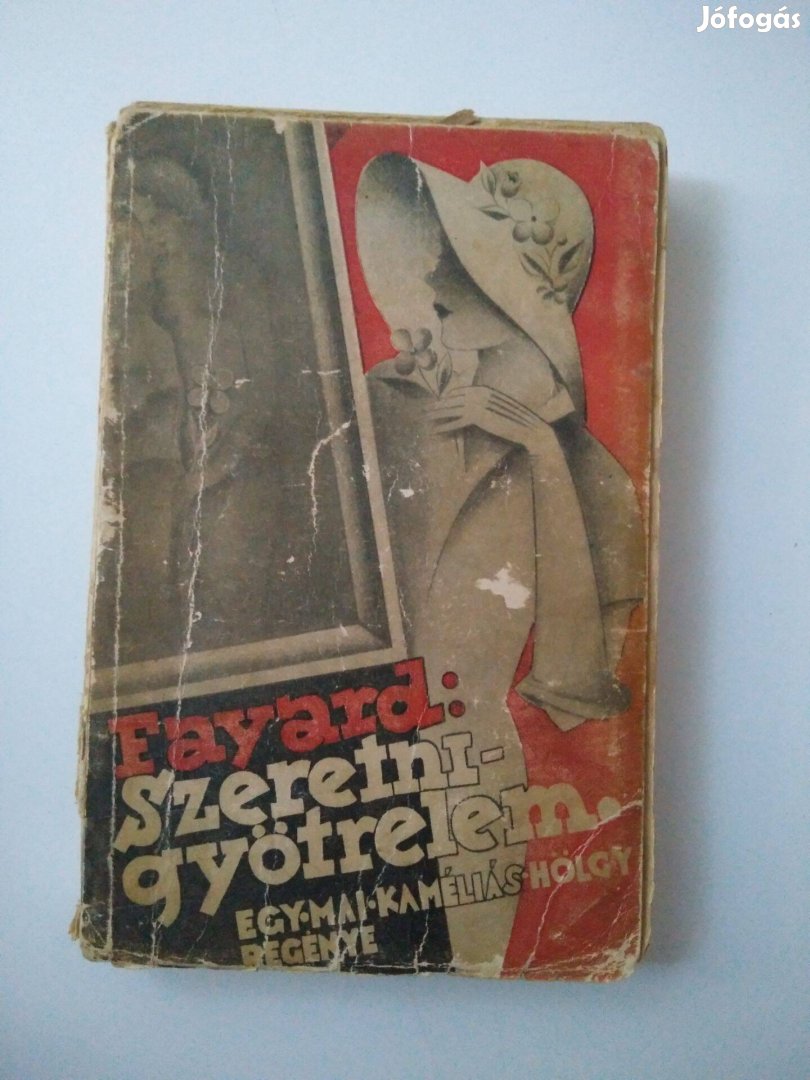 Jófogás
Fayard:
Szeretni-
gyötrelem.
EGY·MAI·KAMÉLIÁS·HÖLGY
REGÉNYE